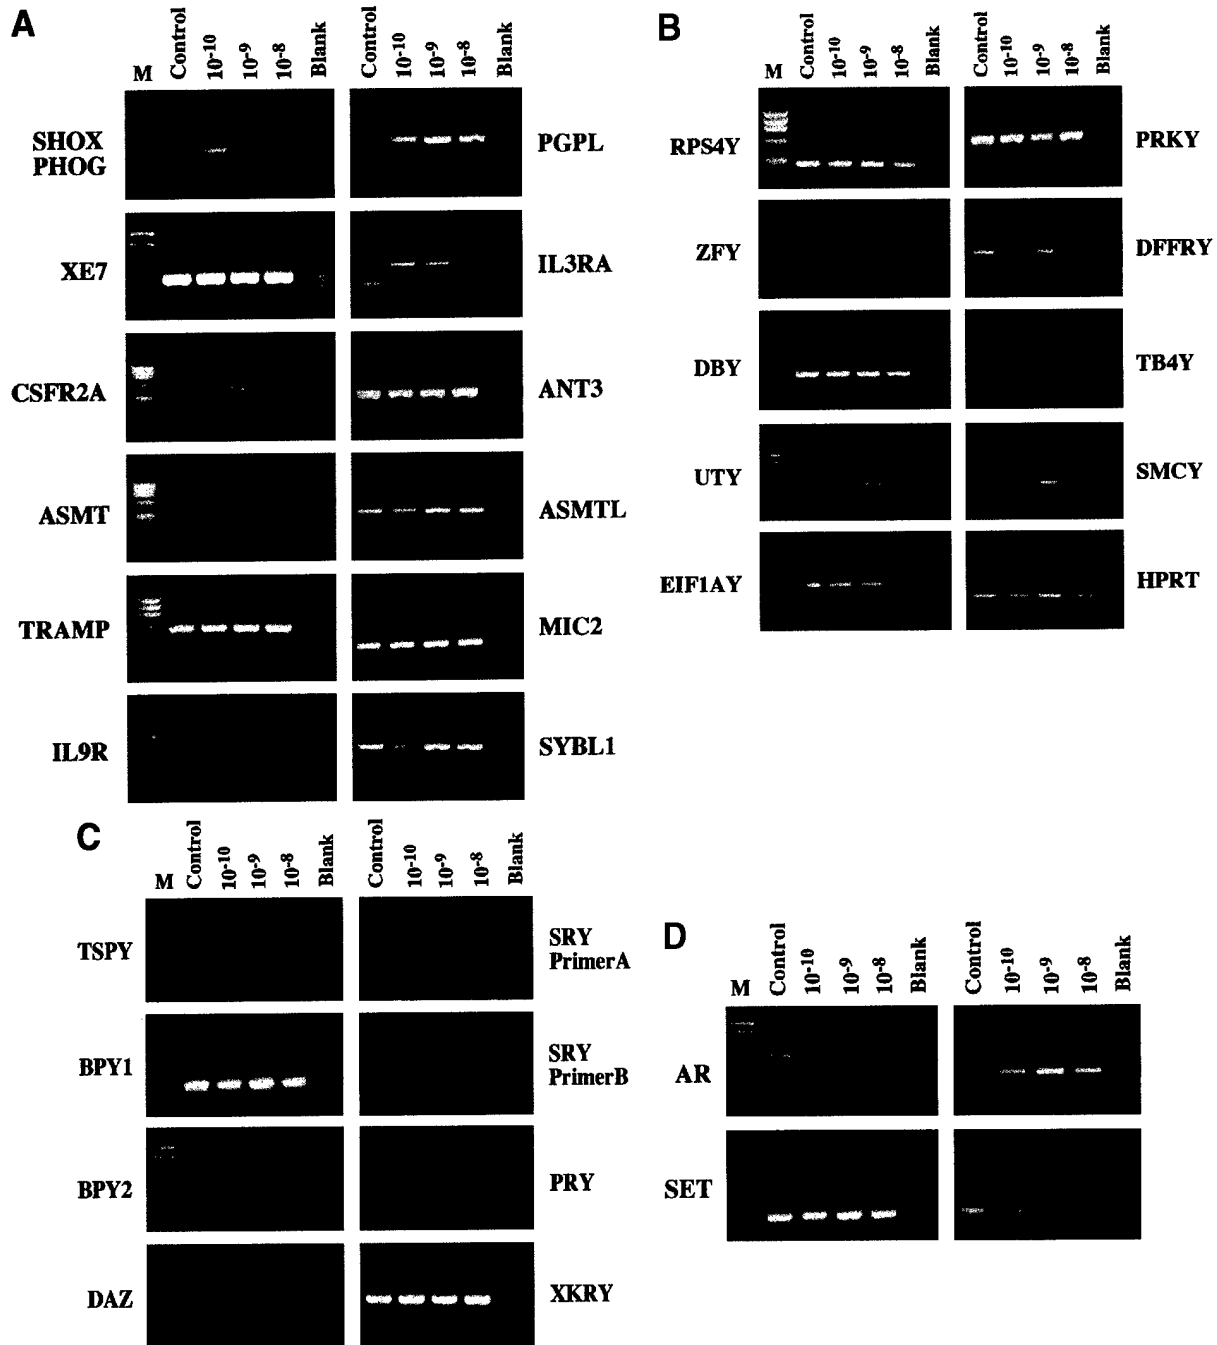 A
M Control 10-10 10-9 10-8 Blank
Control 10-10 10-9 10-8 Blank
SHOX
PHOG
PGPL
XE7
IL3RA
CSFR2A
ANT3
ASMT
ASMTL
TRAMP
MIC2
IL9R
SYBL1
B
M Control 10-10 10-9 10-8 Blank
Control 10-10 10-9 10-8 Blank
RPS4Y
PRKY
ZFY
DFFRY
DBY
TB4Y
UTY
SMCY
EIF1AY
HPRT
C
M Control 10-10 10-9 10-8 Blank
Control 10-10 10-9 10-8 Blank
TSPY
SRY
PrimerA
BPY1
SRY
PrimerB
BPY2
PRY
DAZ
XKRY
D
M Control 10-10 10-9 10-8 Blank
Control 10-10 10-9 10-8 Blank
AR
SET